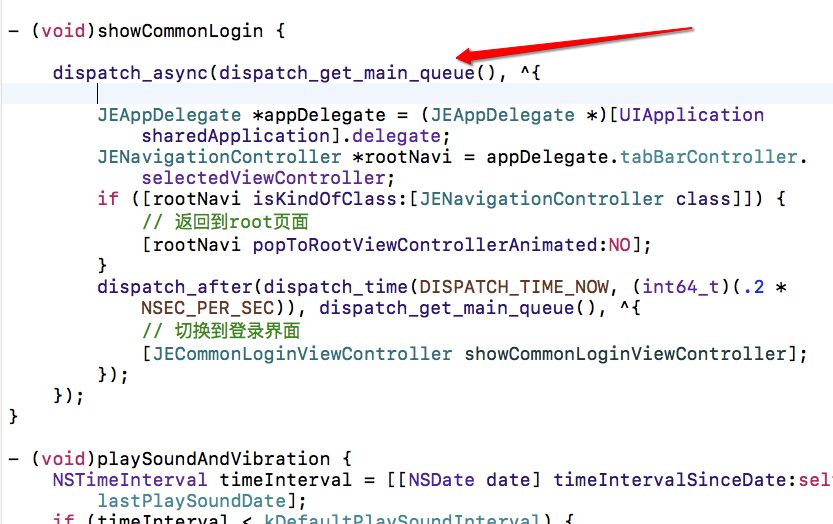 - (void)showCommonLogin {
dispatch_async(dispatch_get_main_queue(), ^{
JEAppDelegate *appDelegate = (JEAppDelegate *)[UIApplication
sharedApplication].delegate;
JENavigationController *rootNavi = appDelegate.tabBarController.
selectedViewController;
if ([rootNavi isKindOfClass:[JENavigationController class]]) {
// 返回到root页面
[rootNavi popToRootViewControllerAnimated:NO];
}
dispatch_after(dispatch_time(DISPATCH_TIME_NOW, (int64_t)(.2 *
NSEC_PER_SEC)), dispatch_get_main_queue(), ^{
// 切换到登录界面
[JECommonLoginViewController showCommonLoginViewController];
});
});
}
- (void)playSoundAndVibration {
NSTimeInterval timeInterval = [[NSDate date] timeIntervalSinceDate:sel
lastPlaySoundDate];
if (timeInterval < kDefaultPlaySoundInterval) {